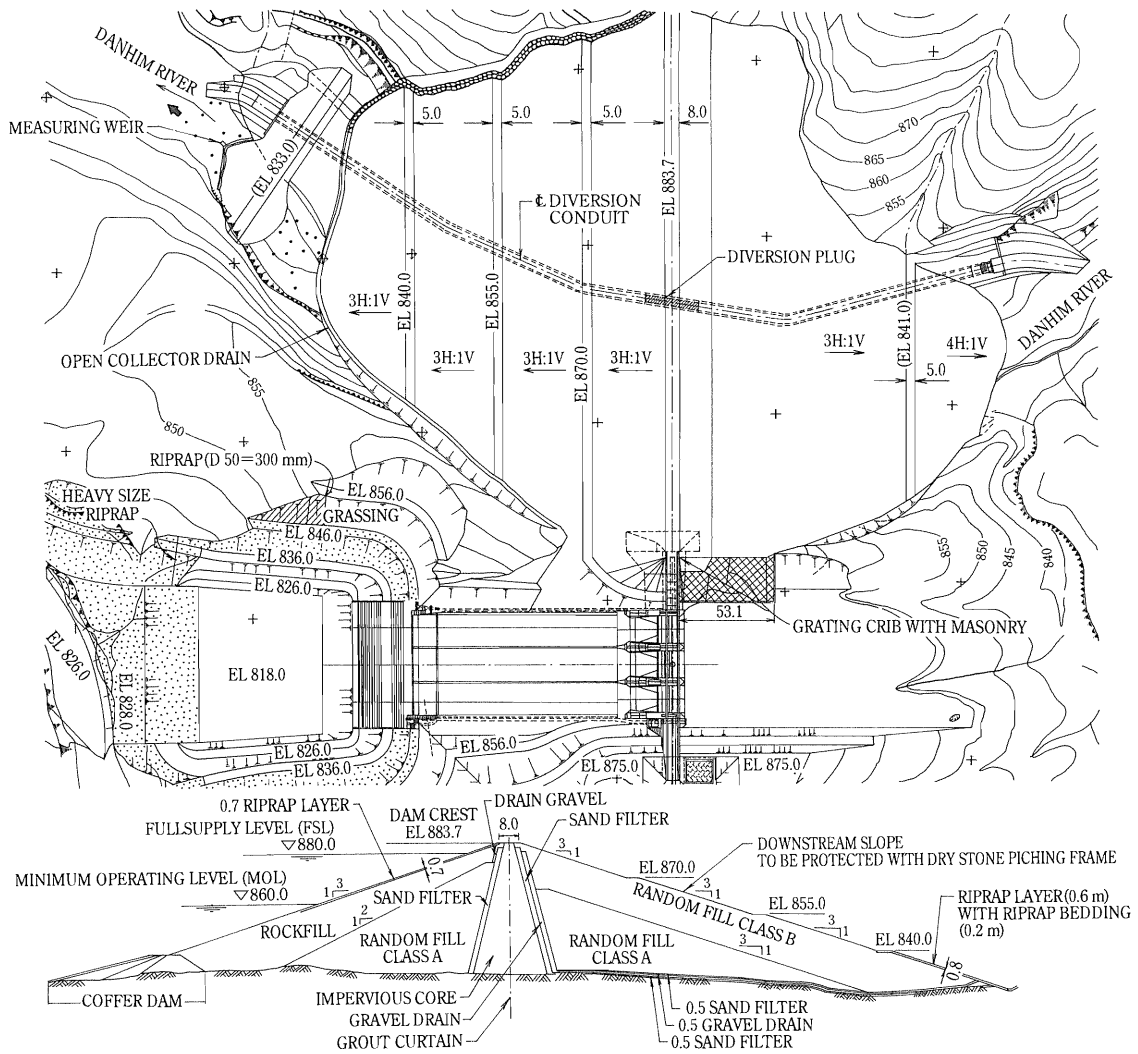 DANHIM RIVER
MEASURING WEIR
(EL 833.0)
5.0
5.0
5.0
8.0
EL 883.7
870
865
860
855
℄ DIVERSION
CONDUIT
DIVERSION PLUG
3H:1V
EL 840.0
EL 855.0
EL 870.0
3H:1V
3H:1V
3H:1V
3H:1V
(EL 841.0)
4H:1V
5.0
DANHIM RIVER
OPEN COLLECTOR DRAIN
855
850
RIPRAP(D 50=300 mm)
HEAVY SIZE
RIPRAP
EL 856.0
GRASSING
EL 846.0
EL 836.0
EL 826.0
855
850
845
840
53.1
GRATING CRIB WITH MASONRY
EL 826.0
EL 828.0
EL 818.0
EL 826.0
EL 836.0
EL 856.0
EL 875.0
EL 875.0
0.7 RIPRAP LAYER
FULLSUPPLY LEVEL (FSL)
▽880.0
DAM CREST
EL 883.7
8.0
DRAIN GRAVEL
SAND FILTER
3
1
DOWNSTREAM SLOPE
TO BE PROTECTED WITH DRY STONE PICHING FRAME
MINIMUM OPERATING LEVEL (MOL)
▽860.0
0.7
1
3
SAND FILTER
EL 870.0
3
1
RANDOM FILL CLASS B
EL 855.0
3
1
EL 840.0
RIPRAP LAYER(0.6 m)
WITH RIPRAP BEDDING
(0.2 m)
0.8
1
2
ROCKFILL
RANDOM FILL
CLASS A
RANDOM FILL
CLASS A
3
1
COFFER DAM
IMPERVIOUS CORE
GRAVEL DRAIN
GROUT CURTAIN
0.5 SAND FILTER
0.5 GRAVEL DRAIN
0.5 SAND FILTER